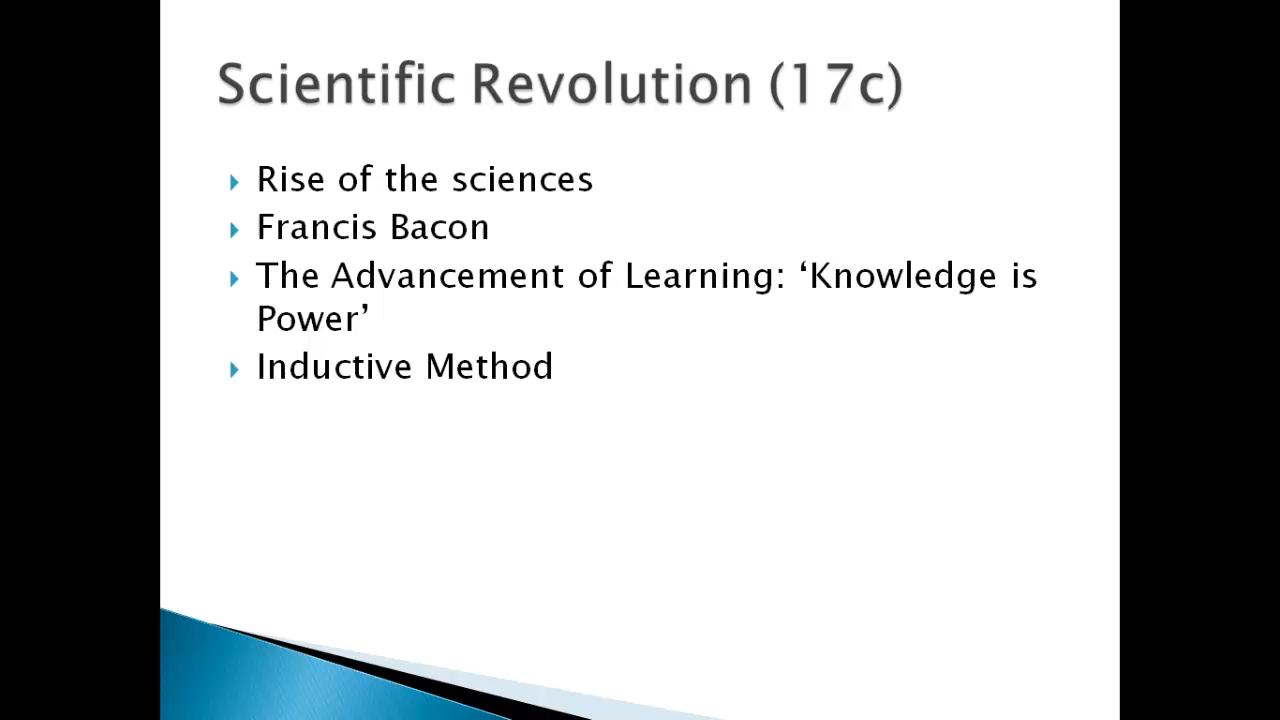 Scientific Revolution (17c)
Rise of the sciences
Francis Bacon
The Advancement of Learning: ‘Knowledge is
Power’
Inductive Method